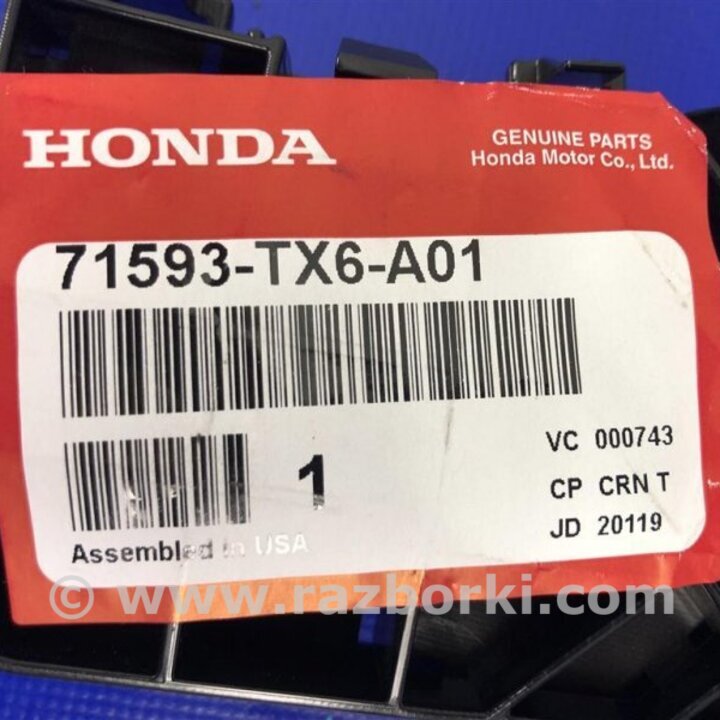 HONDA
GENUINE PARTS
Honda Motor Co., Ltd.
71593-TX6-A01
1
VC 000743
CP CRN T
JD 20119
Assembled in USA
© www.razborki.com